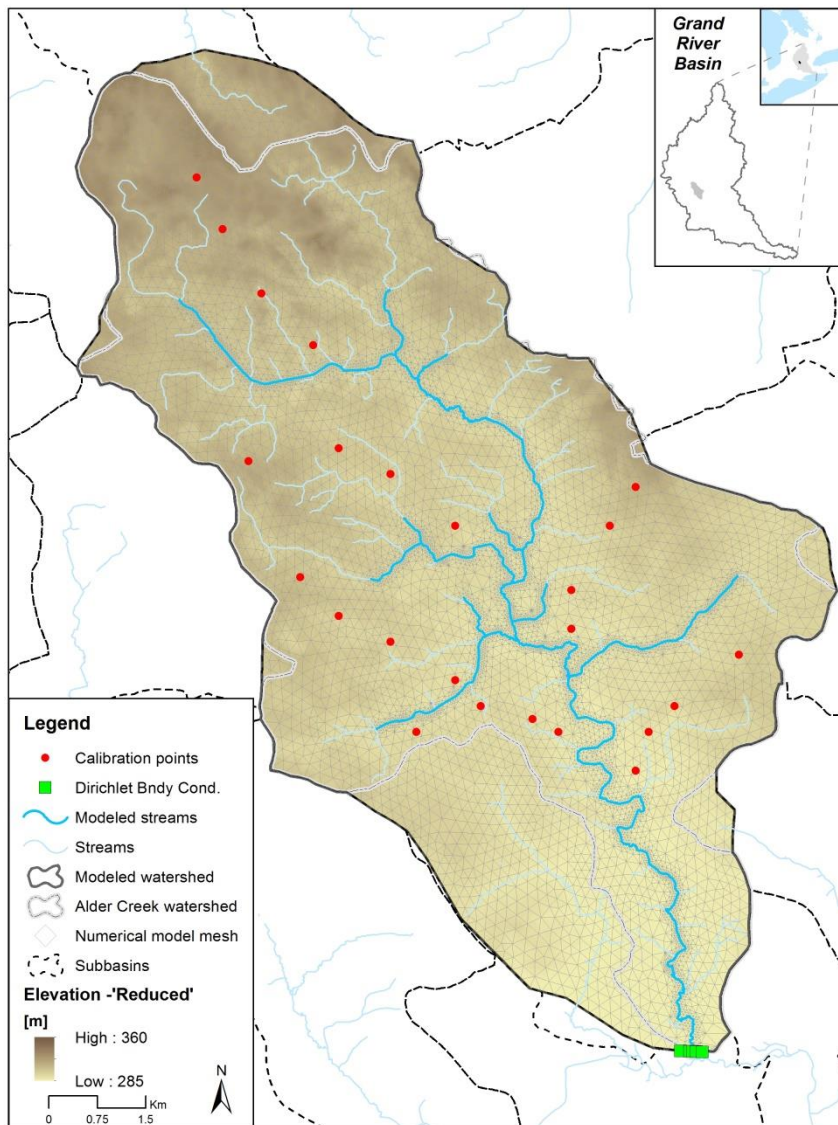 Grand
River
Basin
Legend
Calibration points
Dirichlet Bndy Cond.
Modeled streams
Streams
Modeled watershed
Alder Creek watershed
Numerical model mesh
Subbasins
Elevation -'Reduced'
[m]
High : 360
Low : 285
N
Km
0 0.75 1.5